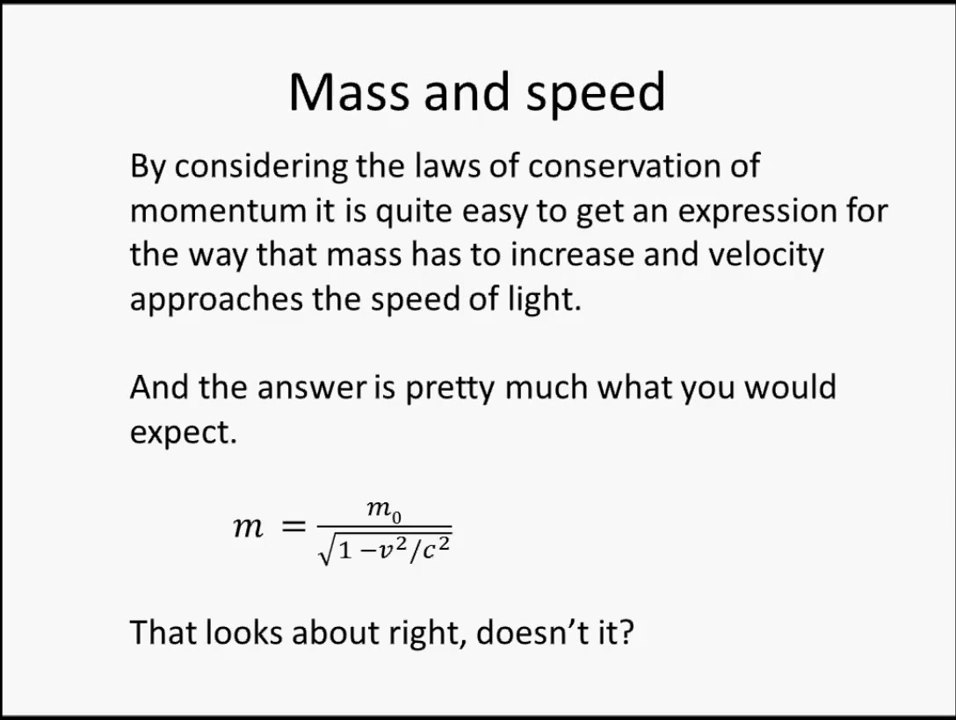 Mass and speed
By considering the laws of conservation of
momentum it is quite easy to get an expression for
the way that mass has to increase and velocity
approaches the speed of light.
And the answer is pretty much what you would
expect.
m = m₀ / √(1 − v²/c²)
That looks about right, doesn’t it?